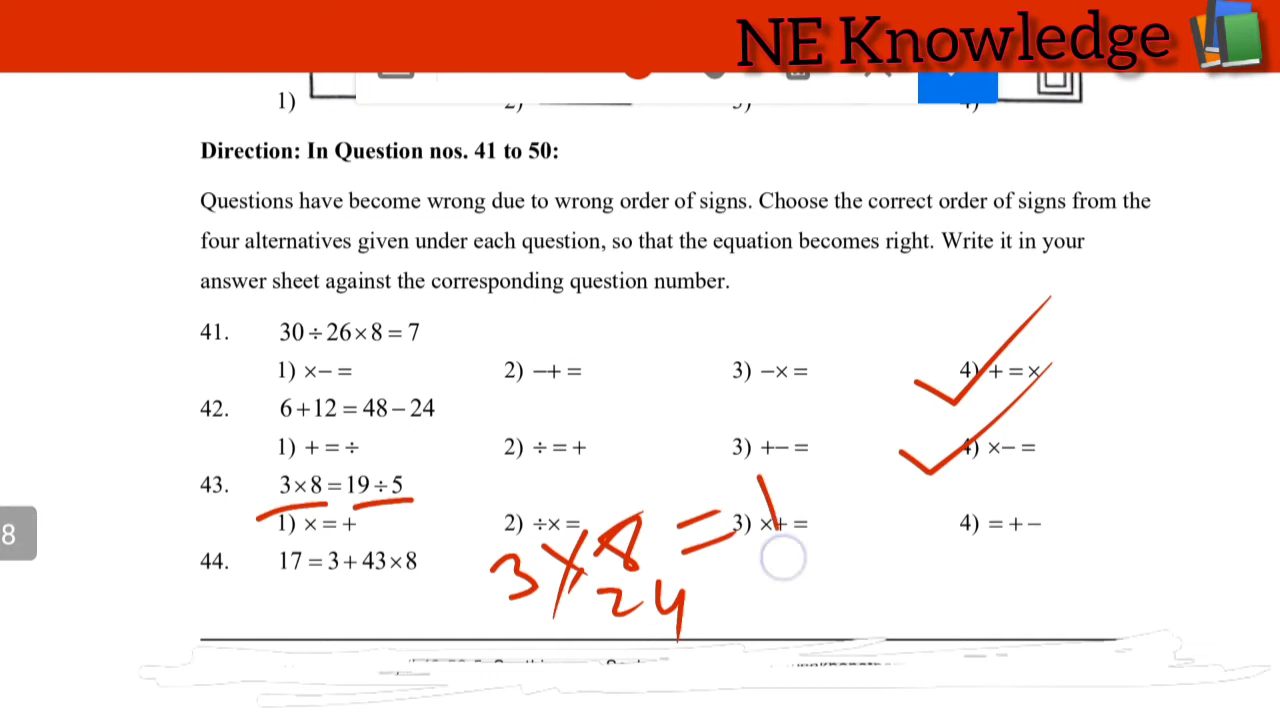 NE Knowledge
1)
Direction: In Question nos. 41 to 50:
Questions have become wrong due to wrong order of signs. Choose the correct order of signs from the
four alternatives given under each question, so that the equation becomes right. Write it in your
answer sheet against the corresponding question number.
41. 30 ÷ 26 × 8 = 7
1) × − = 2) − + = 3) − × = 4) + = ×
42. 6 + 12 = 48 − 24
1) + = ÷ 2) ÷ = + 3) + − = 4) × − =
43. 3 × 8 = 19 ÷ 5
1) × = + 2) ÷ × = 3) × + = 4) = + −
8
44. 17 = 3 + 43 × 8
3 × 8 =
24